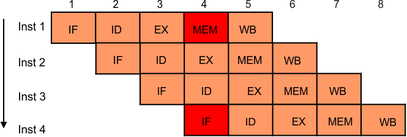 1 2 3 4 5 6 7 8
Inst 1 IF ID EX MEM WB
Inst 2 IF ID EX MEM WB
Inst 3 IF ID EX MEM WB
Inst 4 IF ID EX MEM WB